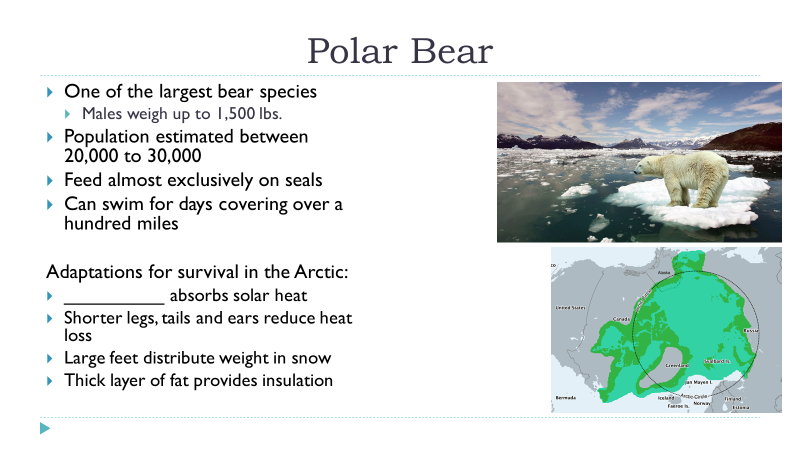 Polar Bear
One of the largest bear species
Males weigh up to 1,500 lbs.
Population estimated between
20,000 to 30,000
Feed almost exclusively on seals
Can swim for days covering over a
hundred miles
Adaptations for survival in the Arctic:
___________ absorbs solar heat
Shorter legs, tails and ears reduce heat
loss
Large feet distribute weight in snow
Thick layer of fat provides insulation
Alaska
United States
Canada
Russia
Greenland
Svalbard Is.
Jan Mayen I.
Arctic Circle
Bermuda
Iceland
Norway
Finland
Faeroe Is.
Estonia